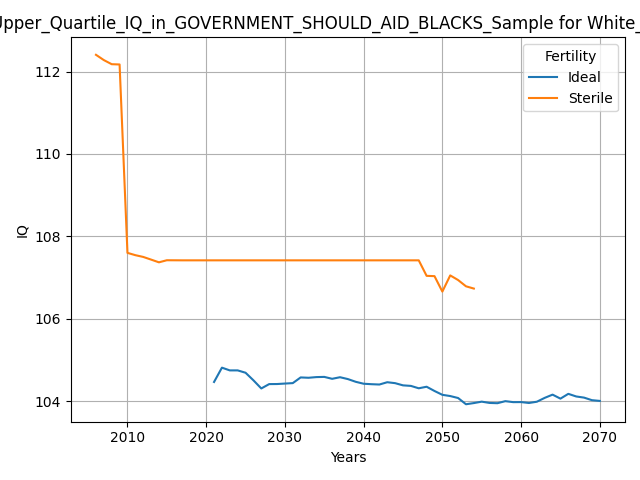 Upper_Quartile_IQ_in_GOVERNMENT_SHOULD_AID_BLACKS_Sample for White_
Fertility
Ideal
Sterile
IQ
112
110
108
106
104
2010 2020 2030 2040 2050 2060 2070
Years